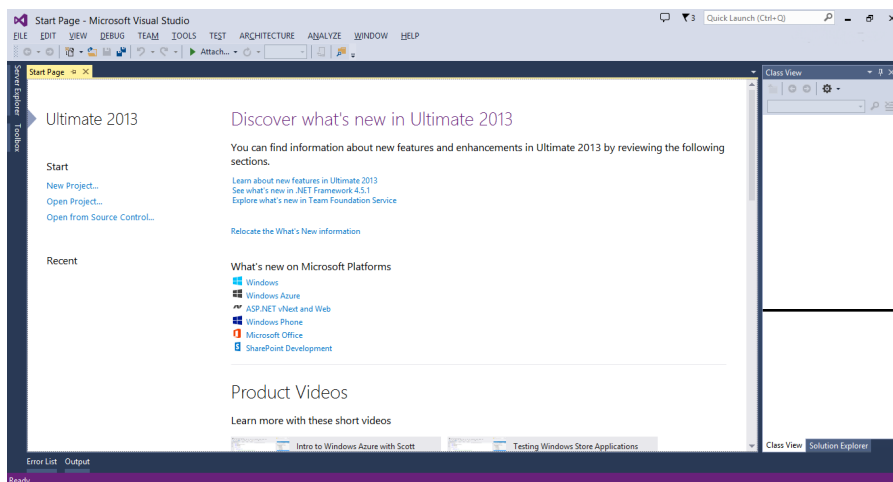 Start Page - Microsoft Visual Studio
3
Quick Launch (Ctrl+Q)
FILE EDIT VIEW DEBUG TEAM TOOLS TEST ARCHITECTURE ANALYZE WINDOW HELP
Attach...
Server Explorer
Toolbox
Start Page
Class View
Ultimate 2013
Start
New Project...
Open Project...
Open from Source Control...
Recent
Discover what's new in Ultimate 2013
You can find information about new features and enhancements in Ultimate 2013 by reviewing the following
sections.
Learn about new features in Ultimate 2013
See what's new in .NET Framework 4.5.1
Explore what's new in Team Foundation Service
Relocate the What's New information
What's new on Microsoft Platforms
Windows
Windows Azure
ASP.NET vNext and Web
Windows Phone
Microsoft Office
SharePoint Development
Product Videos
Learn more with these short videos
Intro to Windows Azure with Scott
Testing Windows Store Applications
Class View Solution Explorer
Error List Output
Ready